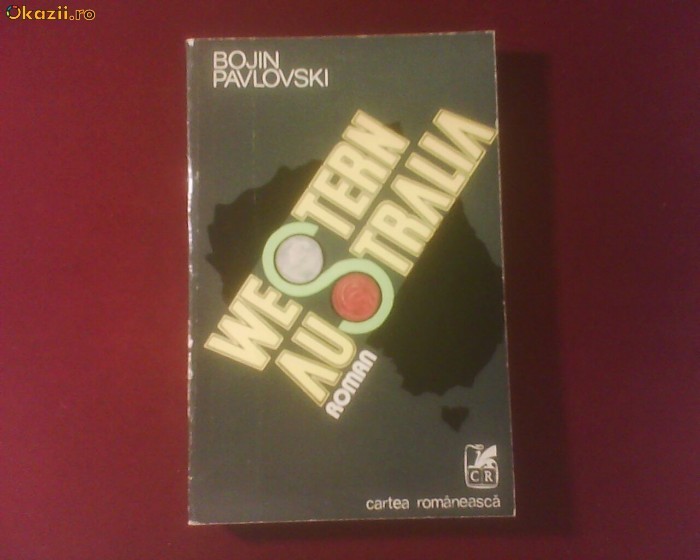 Okazii.ro
BOJIN
PAVLOVSKI
WESTERN
AUSTRALIA
ROMAN
CR
cartea românească